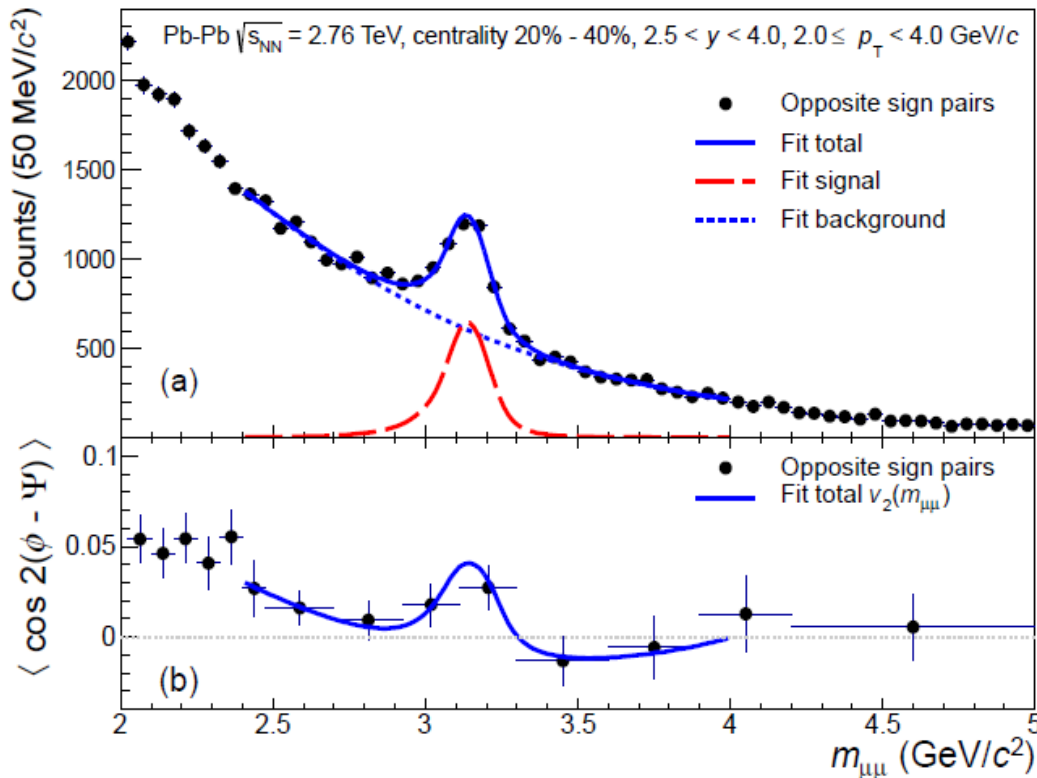 Pb-Pb √sNN = 2.76 TeV, centrality 20% - 40%, 2.5 < y < 4.0, 2.0 ≤ pT < 4.0 GeV/c
Counts/ (50 MeV/c²)
2000
1500
1000
500
Opposite sign pairs
Fit total
Fit signal
Fit background
(a)
⟨ cos 2(ϕ - Ψ) ⟩
0.1
0.05
0
Opposite sign pairs
Fit total v2(mμμ)
(b)
2 2.5 3 3.5 4 4.5 5
mμμ (GeV/c²)